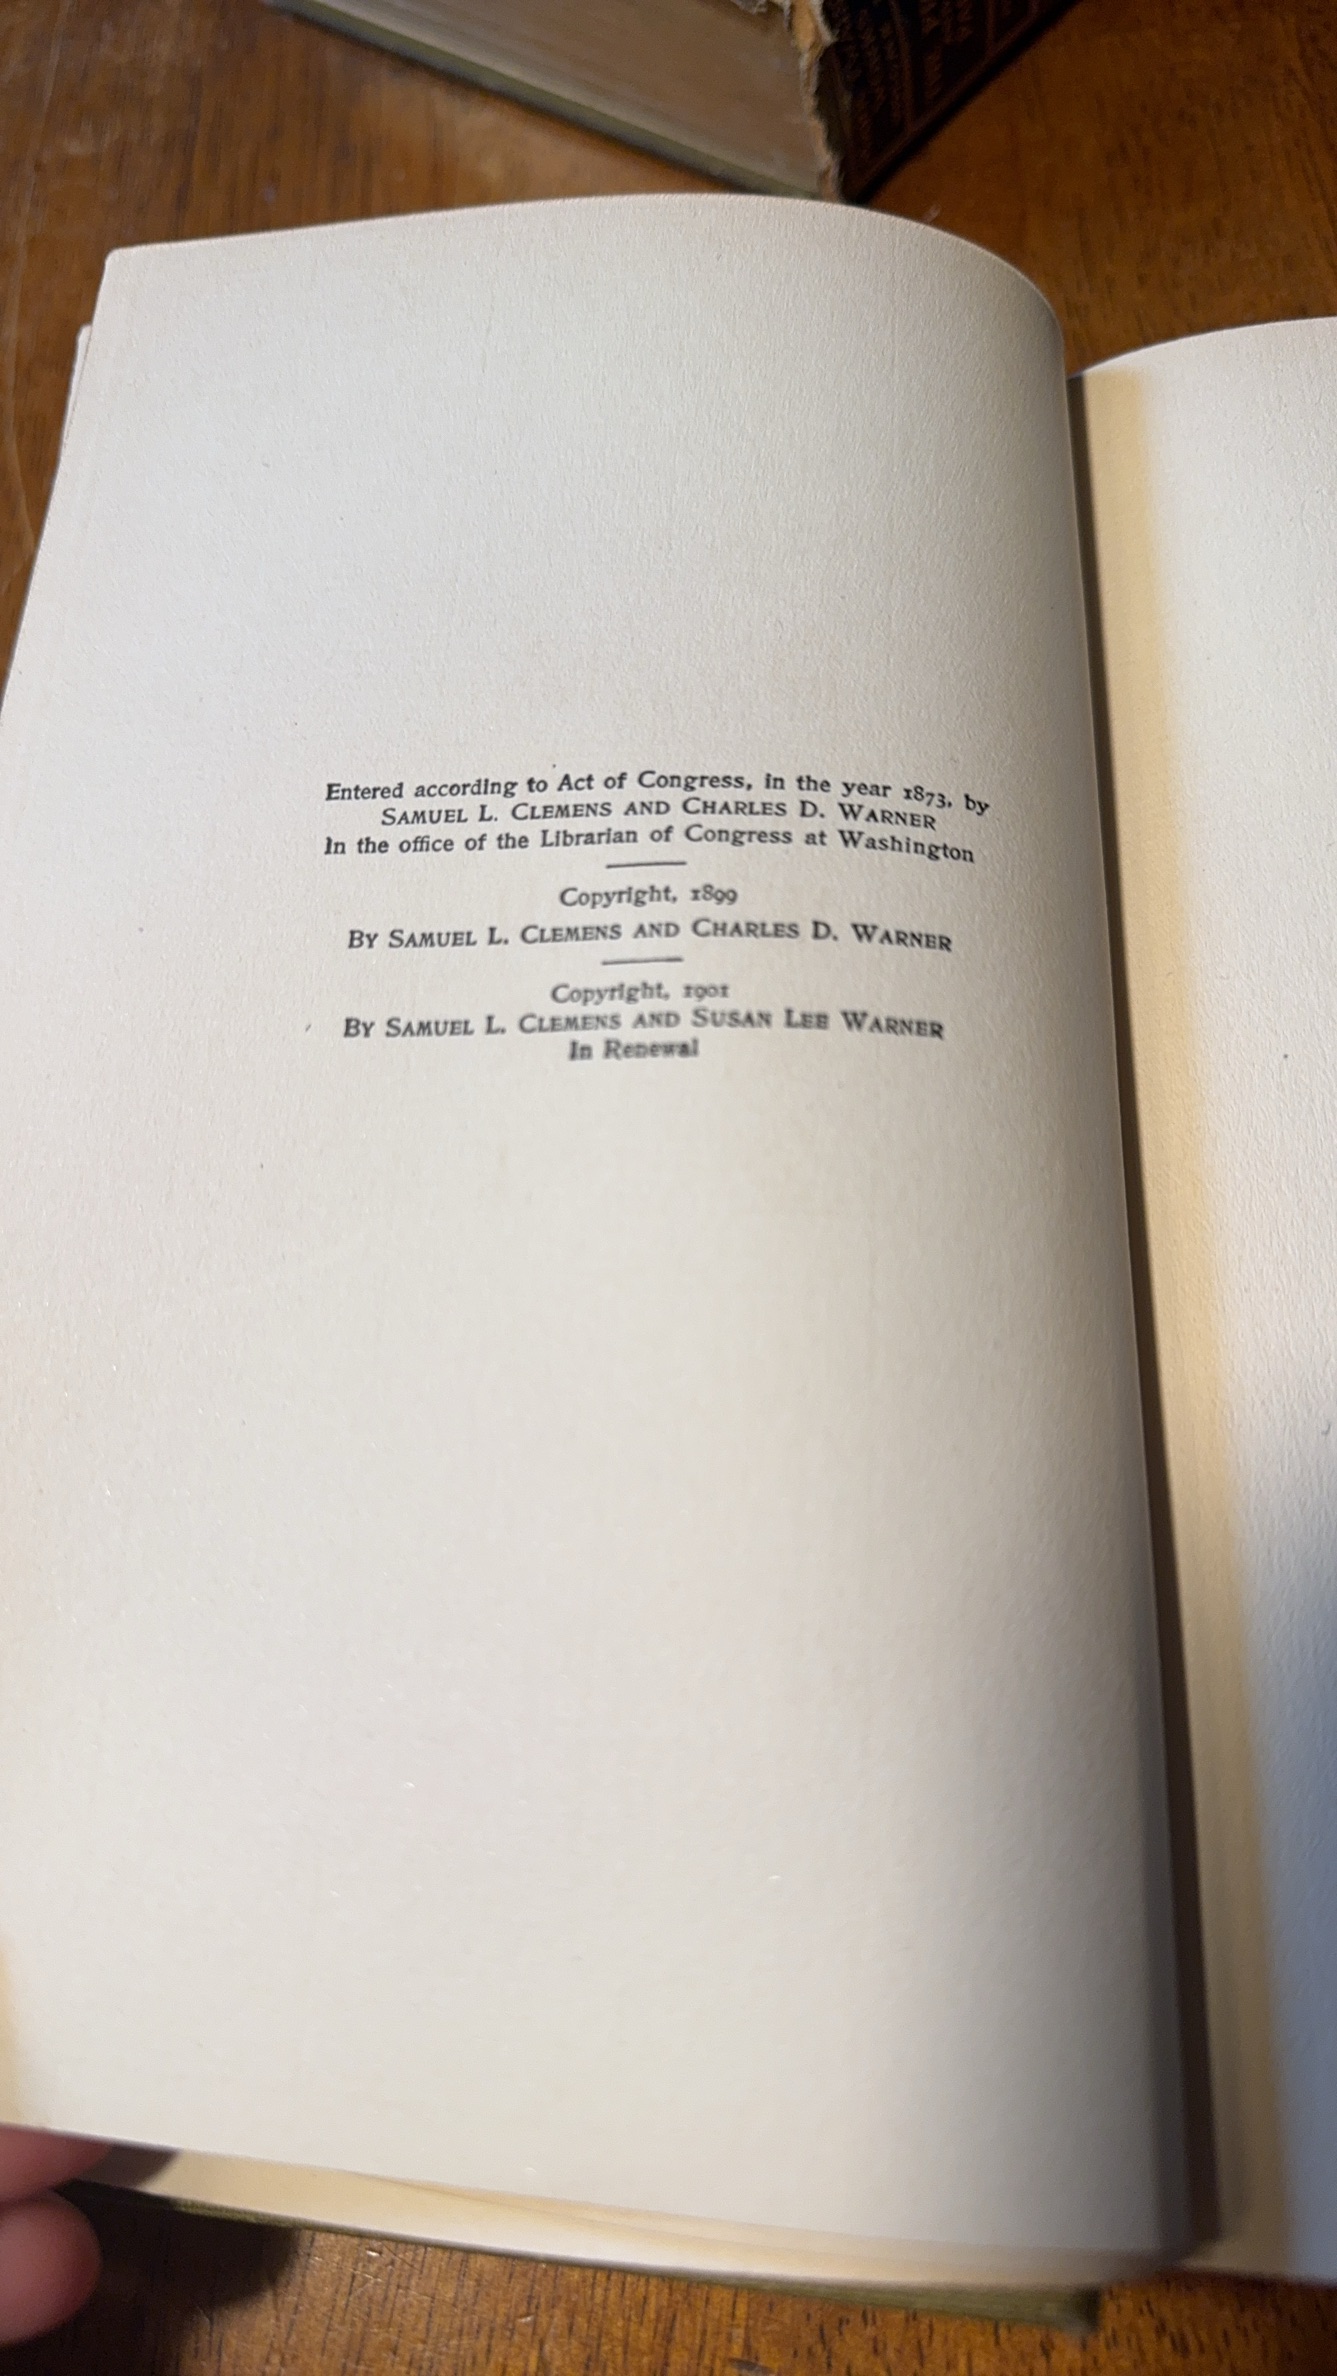 Entered according to Act of Congress, in the year 1873, by
SAMUEL L. CLEMENS AND CHARLES D. WARNER
In the office of the Librarian of Congress at Washington
Copyright, 1899
BY SAMUEL L. CLEMENS AND CHARLES D. WARNER
Copyright, 1901
BY SAMUEL L. CLEMENS AND SUSAN LEE WARNER
In Renewal